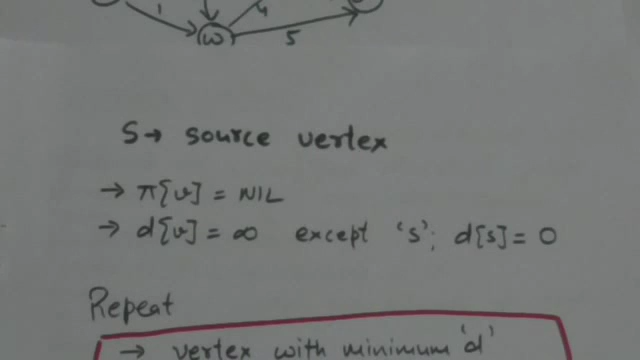 1
4
w
5
S→ source vertex
→ π[v] = NIL
→ d[v] = ∞ except 's'; d[s] = 0
Repeat
→ vertex with minimum 'd'